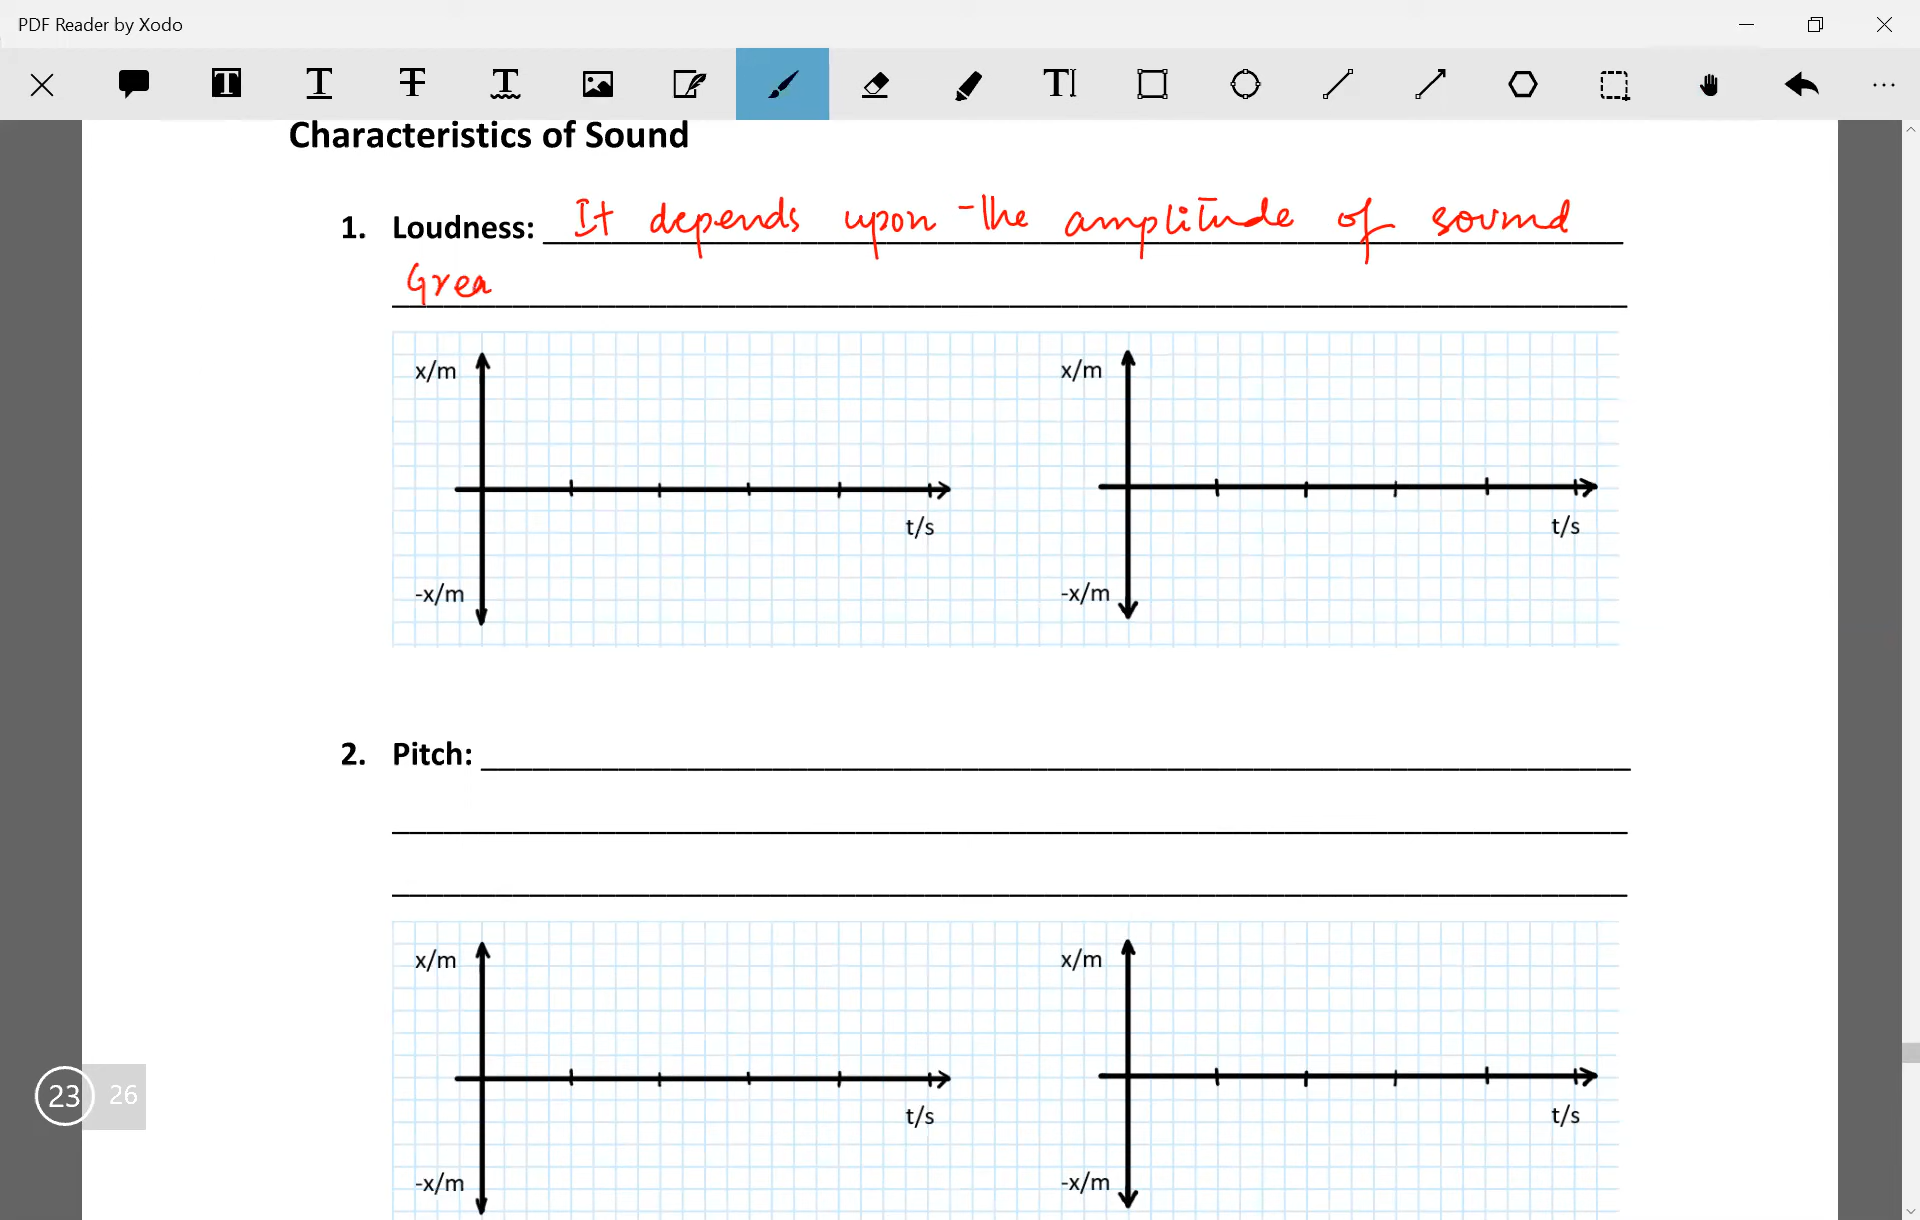 PDF Reader by Xodo
Characteristics of Sound
1. Loudness: It depends upon the amplitude of sound
Grea
x/m
x/m
t/s
t/s
-x/m
-x/m
2. Pitch:
x/m
x/m
t/s
t/s
-x/m
-x/m
23 26